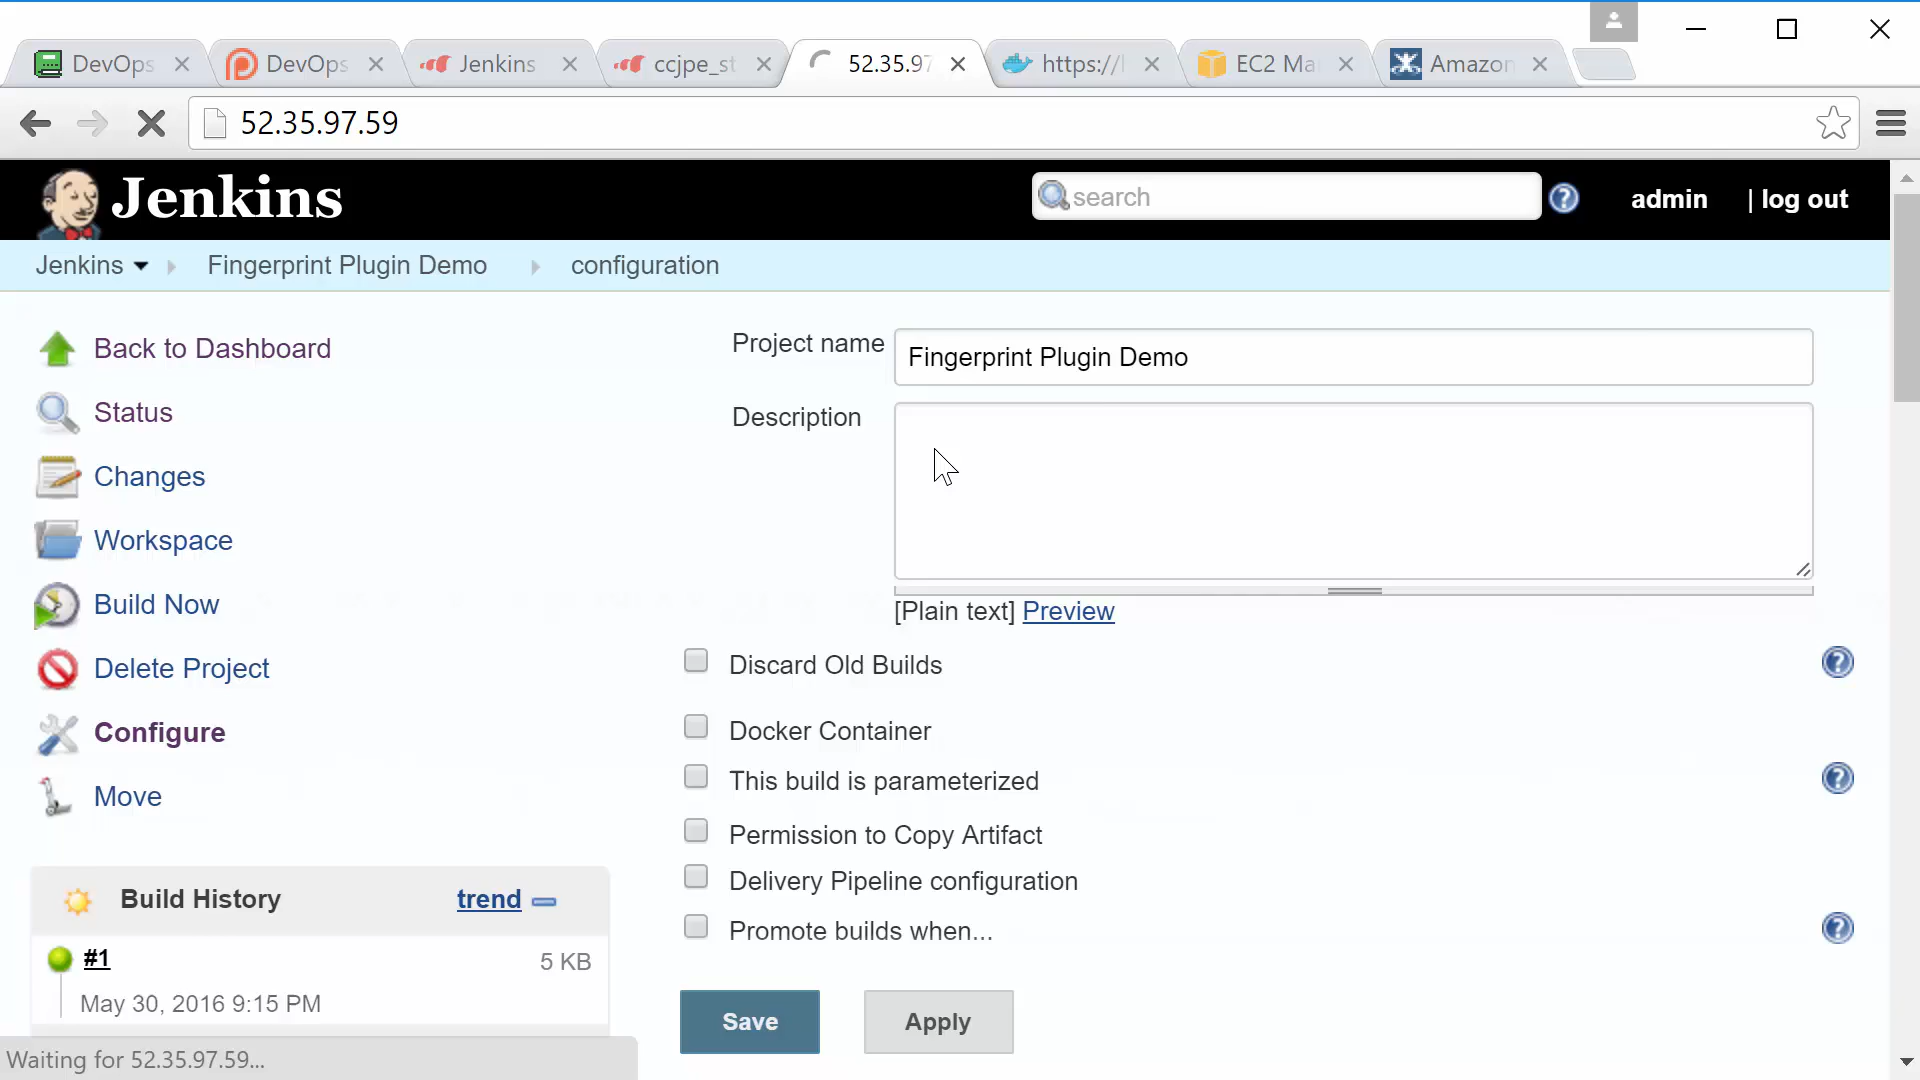 DevOps
DevOps
Jenkins
ccjpe_st
52.35.97
https://
EC2 Ma
Amazon
52.35.97.59
Jenkins
search
admin
| log out
Jenkins
Fingerprint Plugin Demo
configuration
Back to Dashboard
Status
Changes
Workspace
Build Now
Delete Project
Configure
Move
Project name
Fingerprint Plugin Demo
Description
[Plain text] Preview
Discard Old Builds
Docker Container
This build is parameterized
Permission to Copy Artifact
Delivery Pipeline configuration
Promote builds when...
Save
Apply
Build History
trend
#1
5 KB
May 30, 2016 9:15 PM
Waiting for 52.35.97.59...